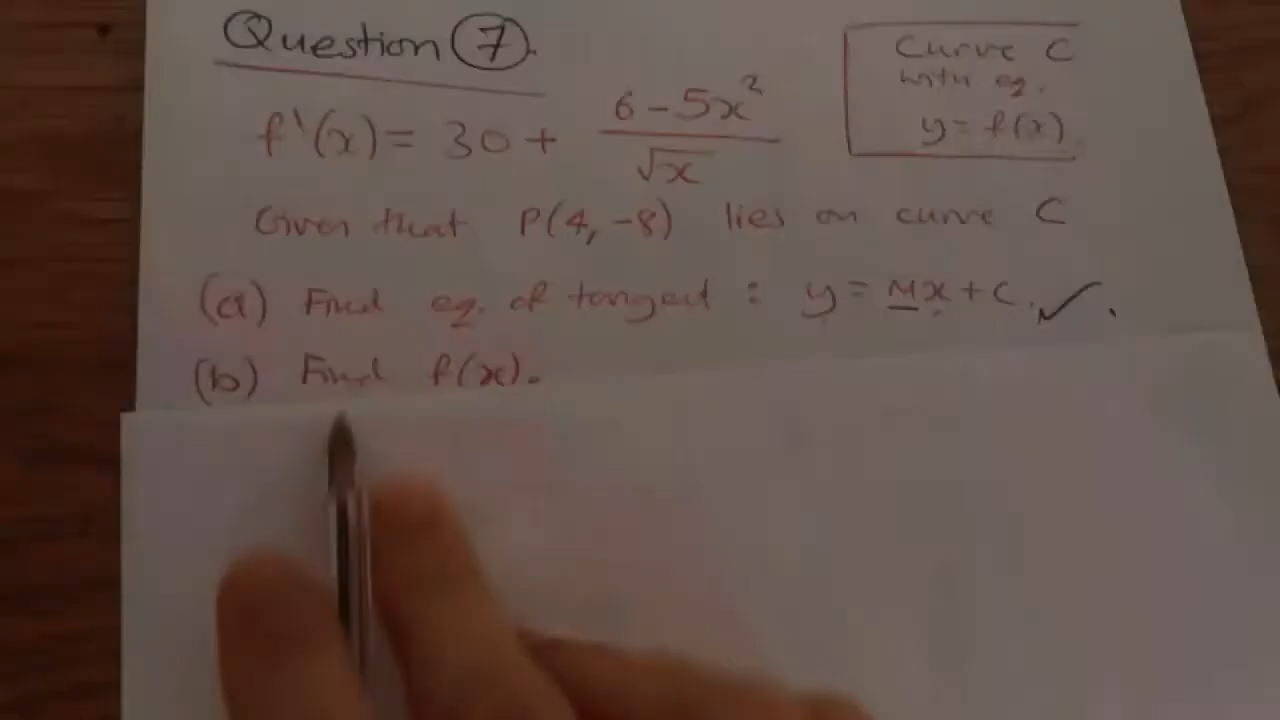 Question 7.
Curve C
with eq.
y = f(x)
f'(x) = 30 + (6 - 5x²)/√x
Given that P(4, -8) lies on curve C
(a) Find eq. of tangent : y = Mx + C. ✓.
(b) Find f(x).